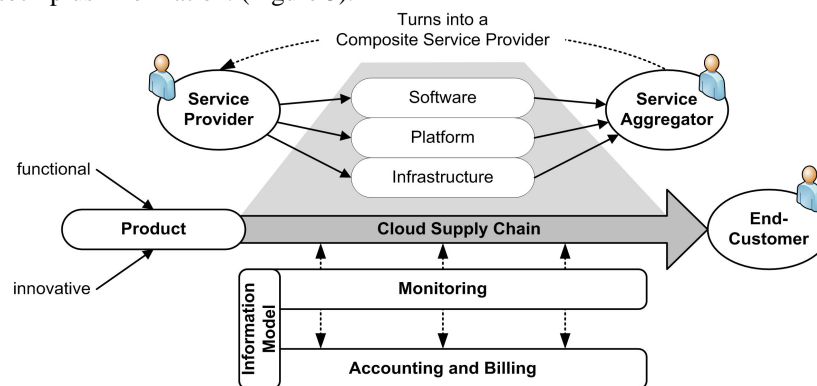 Turns into a
Composite Service Provider
Service
Provider
Software
Platform
Infrastructure
Service
Aggregator
functional
Product
innovative
Cloud Supply Chain
End-
Customer
Information
Model
Monitoring
Accounting and Billing